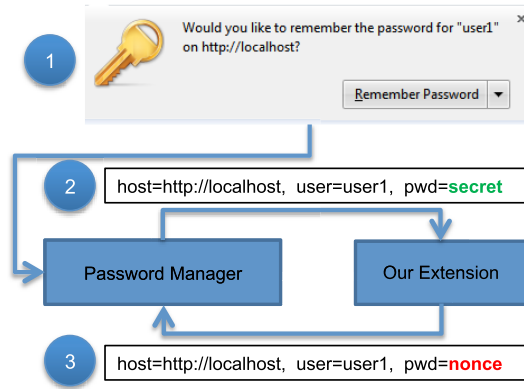 1
Would you like to remember the password for "user1"
on http://localhost?
Remember Password
2
host=http://localhost, user=user1, pwd=secret
Password Manager
Our Extension
3
host=http://localhost, user=user1, pwd=nonce